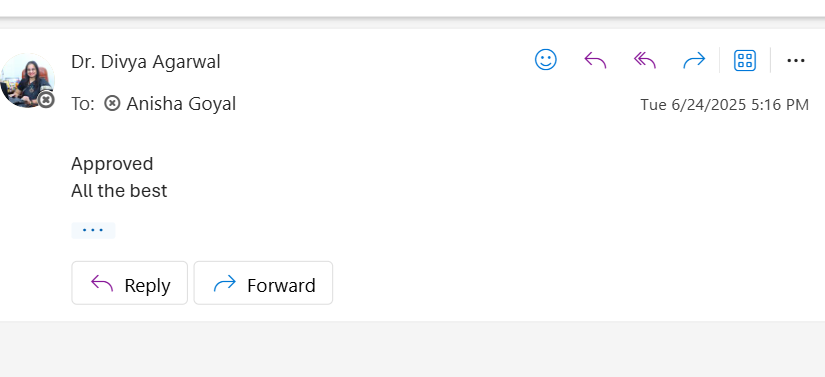 Dr. Divya Agarwal
To: Anisha Goyal
Tue 6/24/2025 5:16 PM
Approved
All the best
...
Reply
Forward